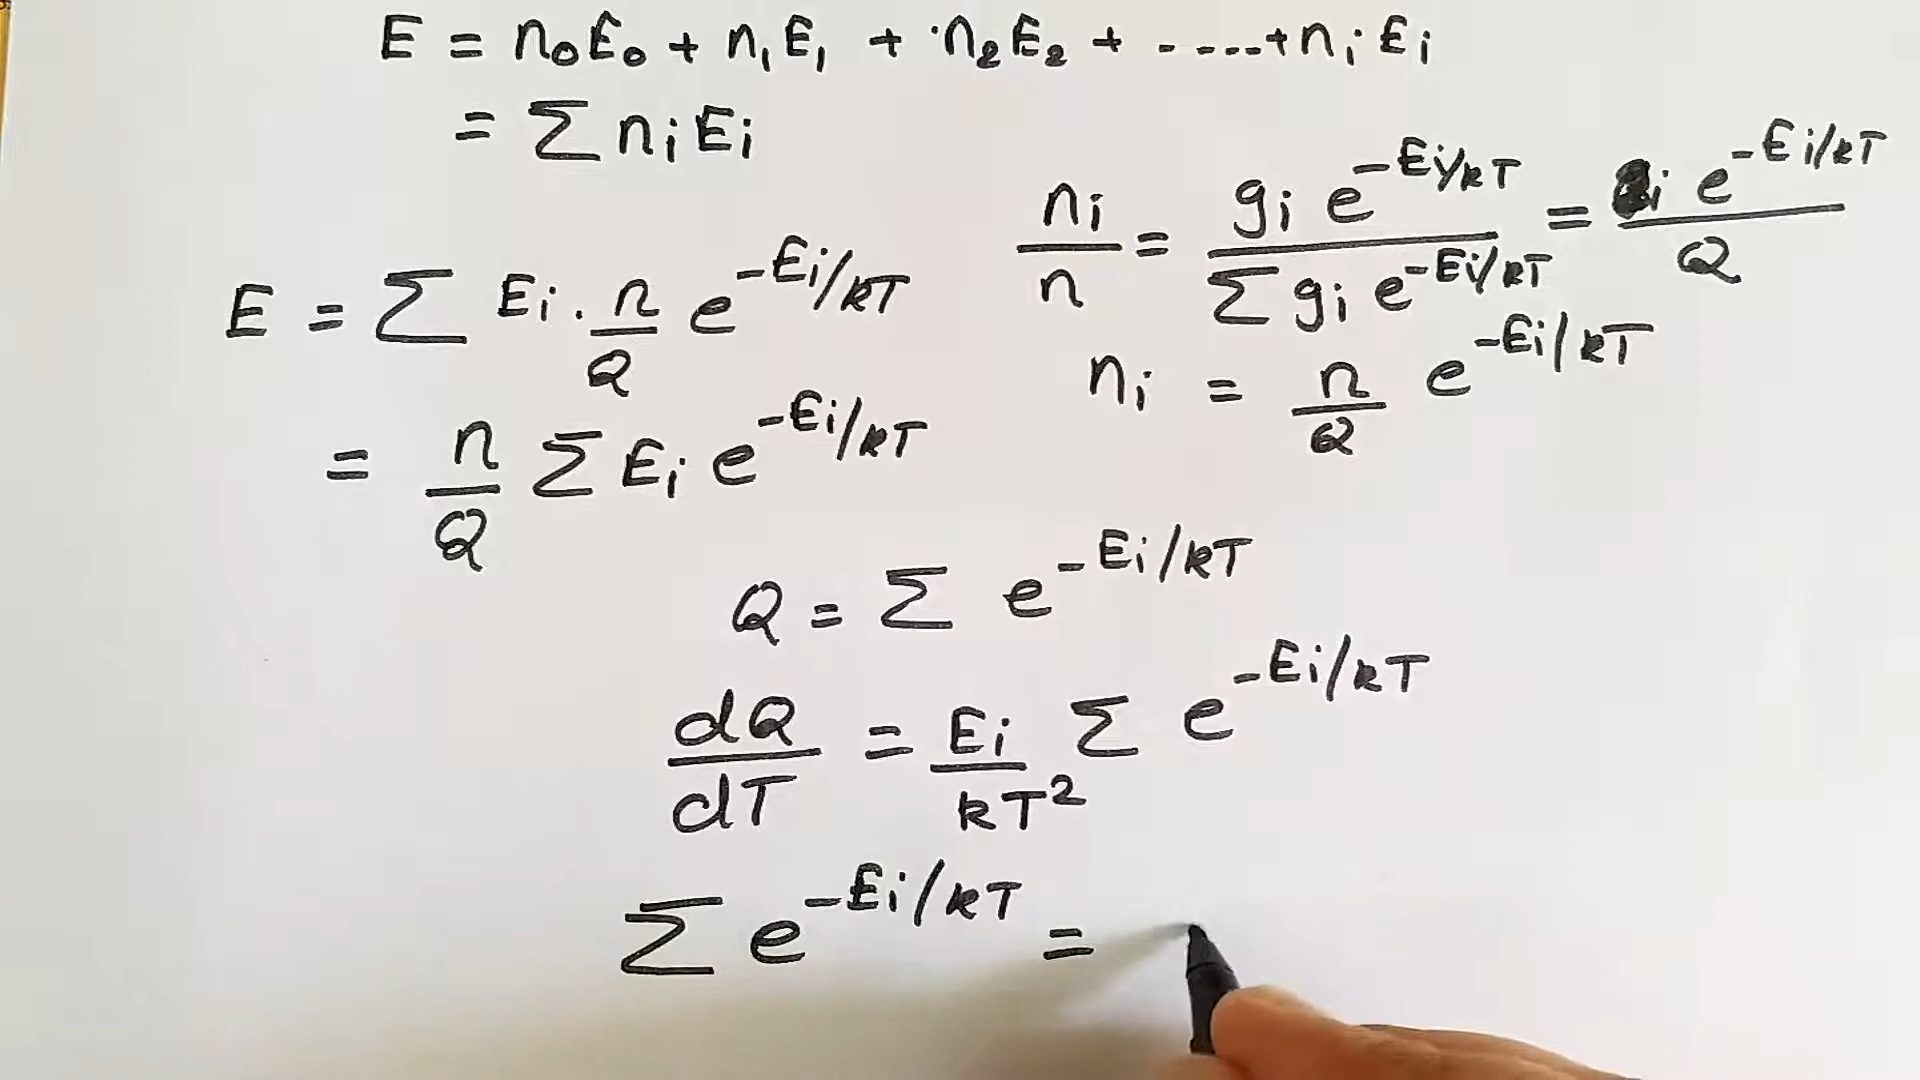 E = n₀E₀ + n₁E₁ + n₂E₂ + ..... + nᵢEᵢ
= Σ nᵢEᵢ
nᵢ/n = gᵢ e^(-Eᵢ/kT) / Σ gᵢ e^(-Eᵢ/kT) = e^(-Eᵢ/kT) / Q
E = Σ Eᵢ . n/Q e^(-Eᵢ/kT)
nᵢ = n/Q e^(-Eᵢ/kT)
= n/Q Σ Eᵢ e^(-Eᵢ/kT)
Q = Σ e^(-Eᵢ/kT)
dQ/dT = Eᵢ/kT² Σ e^(-Eᵢ/kT)
Σ e^(-Eᵢ/kT) =